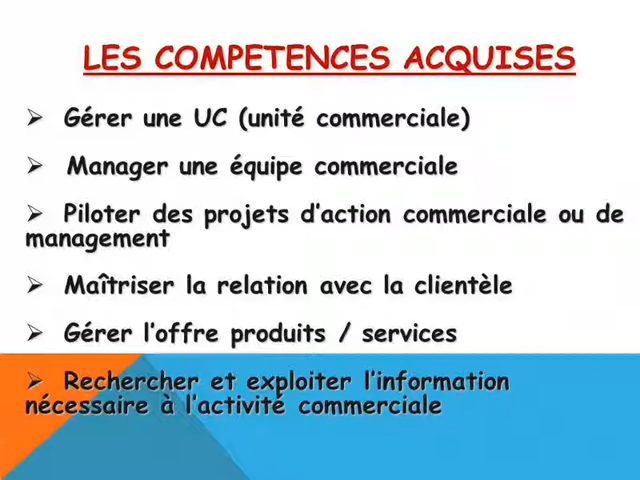 LES COMPETENCES ACQUISES
➢ Gérer une UC (unité commerciale)
➢ Manager une équipe commerciale
➢ Piloter des projets d’action commerciale ou de
management
➢ Maîtriser la relation avec la clientèle
➢ Gérer l’offre produits / services
➢ Rechercher et exploiter l’information
nécessaire à l’activité commerciale